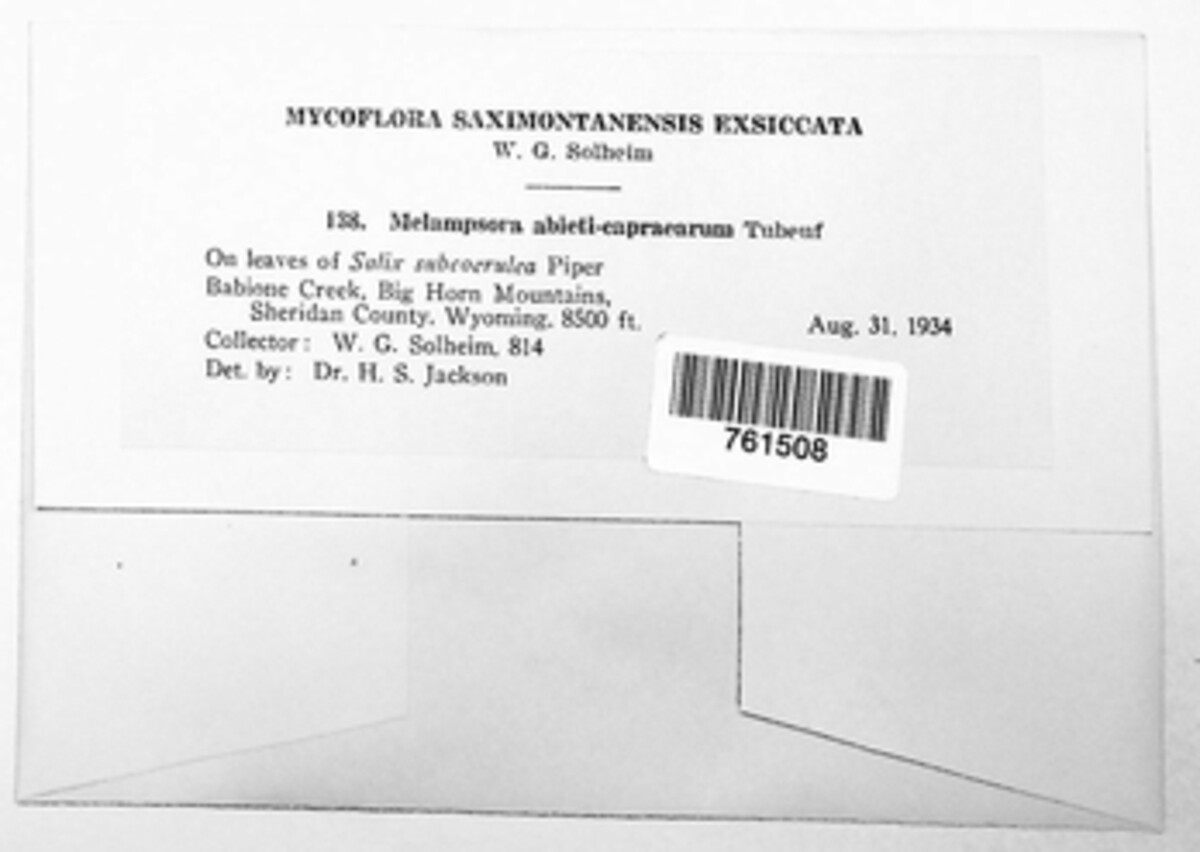 MYCOFLORA SAXIMONTANENSIS EXSICCATA
W. G. Solheim
138. Melampsora abieti-capraearum Tubeuf
On leaves of Salix subcoerulea Piper
Babione Creek, Big Horn Mountains,
Sheridan County, Wyoming, 8500 ft. Aug. 31, 1934
Collector: W. G. Solheim, 814
Det. by: Dr. H. S. Jackson
761508